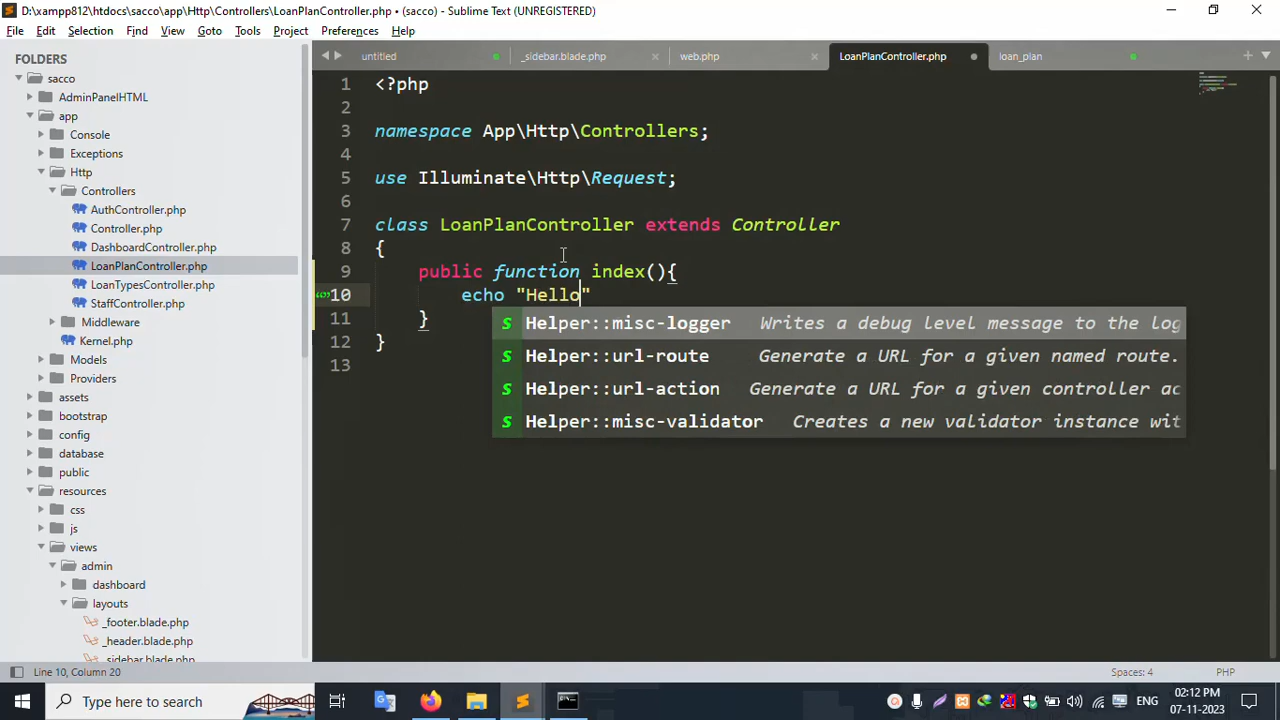 D:\xampp812\htdocs\sacco\app\Http\Controllers\LoanPlanController.php • (sacco) - Sublime Text (UNREGISTERED)
File Edit Selection Find View Goto Tools Project Preferences Help
FOLDERS
sacco
AdminPanelHTML
app
Console
Exceptions
Http
Controllers
AuthController.php
Controller.php
DashboardController.php
LoanPlanController.php
LoanTypesController.php
StaffController.php
Middleware
Kernel.php
Models
Providers
assets
bootstrap
config
database
public
resources
css
js
views
admin
dashboard
layouts
_footer.blade.php
_header.blade.php
_sidebar.blade.php
untitled _sidebar.blade.php web.php LoanPlanController.php loan_plan
1 <?php
2
3 namespace App\Http\Controllers;
4
5 use Illuminate\Http\Request;
6
7 class LoanPlanController extends Controller
8 {
9 public function index(){
10 echo "Hello"
11 }
12 }
13
S Helper::misc-logger Writes a debug level message to the log
S Helper::url-route Generate a URL for a given named route.
S Helper::url-action Generate a URL for a given controller ac
S Helper::misc-validator Creates a new validator instance wit
Line 10, Column 20 Spaces: 4 PHP
Type here to search
ENG
02:12 PM
07-11-2023